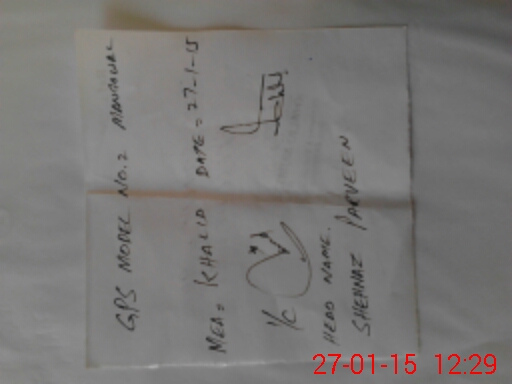 GPS MODEL NO.2 MANSAWAL
MEA = KHALID DATE = 27-1-15
I/C
HEAD NAME.
SHEHNAZ PARVEEN
27-01-15 12:29